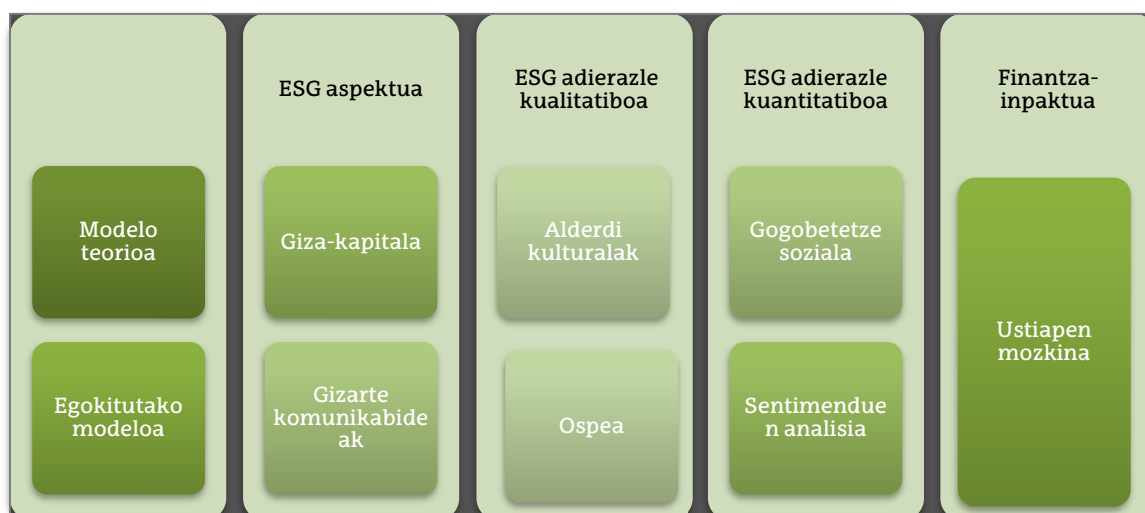 ESG aspektua
ESG adierazle
kualitatiboa
ESG adierazle
kuantitatiboa
Finantza-
inpaktua
Modelo
teorioa
Giza-kapitala
Alderdi
kulturalak
Gogobetetze
soziala
Ustiapen
mozkina
Egokitutako
modeloa
Gizarte
komunikabide
ak
Ospea
Sentimendue
n analisia